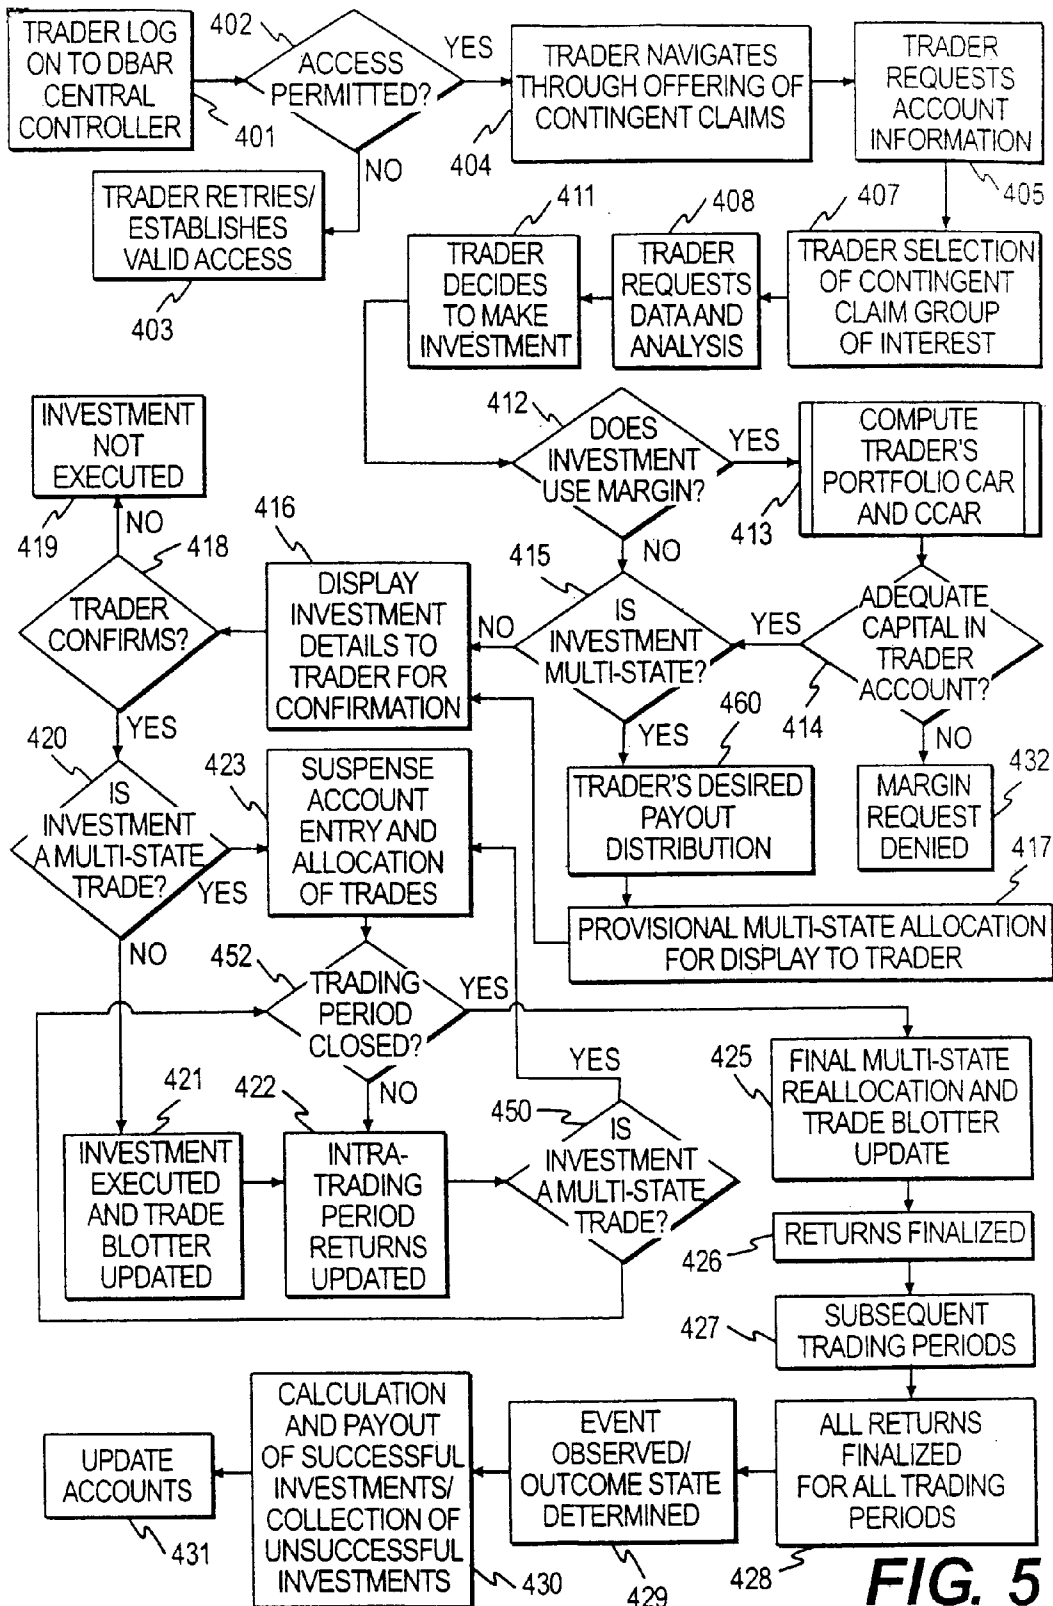 TRADER LOG
ON TO DBAR
CENTRAL
CONTROLLER
401
402
ACCESS
PERMITTED?
YES
NO
TRADER RETRIES/
ESTABLISHES
VALID ACCESS
403
TRADER NAVIGATES
THROUGH OFFERING OF
CONTINGENT CLAIMS
404
TRADER
REQUESTS
ACCOUNT
INFORMATION
405
407
TRADER SELECTION
OF CONTINGENT
CLAIM GROUP
OF INTEREST
408
TRADER
REQUESTS
DATA AND
ANALYSIS
411
TRADER
DECIDES
TO MAKE
INVESTMENT
412
DOES
INVESTMENT
USE MARGIN?
YES
NO
COMPUTE
TRADER'S
PORTFOLIO CAR
AND CCAR
413
ADEQUATE
CAPITAL IN
TRADER
ACCOUNT?
414
YES
NO
MARGIN
REQUEST
DENIED
432
415
IS
INVESTMENT
MULTI-STATE?
NO
YES
460
TRADER'S DESIRED
PAYOUT
DISTRIBUTION
417
PROVISIONAL MULTI-STATE ALLOCATION
FOR DISPLAY TO TRADER
416
DISPLAY
INVESTMENT
DETAILS TO
TRADER FOR
CONFIRMATION
418
TRADER
CONFIRMS?
NO
YES
INVESTMENT
NOT
EXECUTED
419
420
IS
INVESTMENT
A MULTI-STATE
TRADE?
YES
NO
423
SUSPENSE
ACCOUNT
ENTRY AND
ALLOCATION
OF TRADES
452
TRADING
PERIOD
CLOSED?
YES
NO
421
INVESTMENT
EXECUTED
AND TRADE
BLOTTER
UPDATED
422
INTRA-
TRADING
PERIOD
RETURNS
UPDATED
450
IS
INVESTMENT
A MULTI-STATE
TRADE?
YES
425
FINAL MULTI-STATE
REALLOCATION AND
TRADE BLOTTER
UPDATE
RETURNS FINALIZED
426
SUBSEQUENT
TRADING PERIODS
427
ALL RETURNS
FINALIZED
FOR ALL TRADING
PERIODS
428
EVENT
OBSERVED/
OUTCOME STATE
DETERMINED
429
CALCULATION
AND PAYOUT
OF SUCCESSFUL
INVESTMENTS/
COLLECTION OF
UNSUCCESSFUL
INVESTMENTS
430
UPDATE
ACCOUNTS
431
FIG. 5